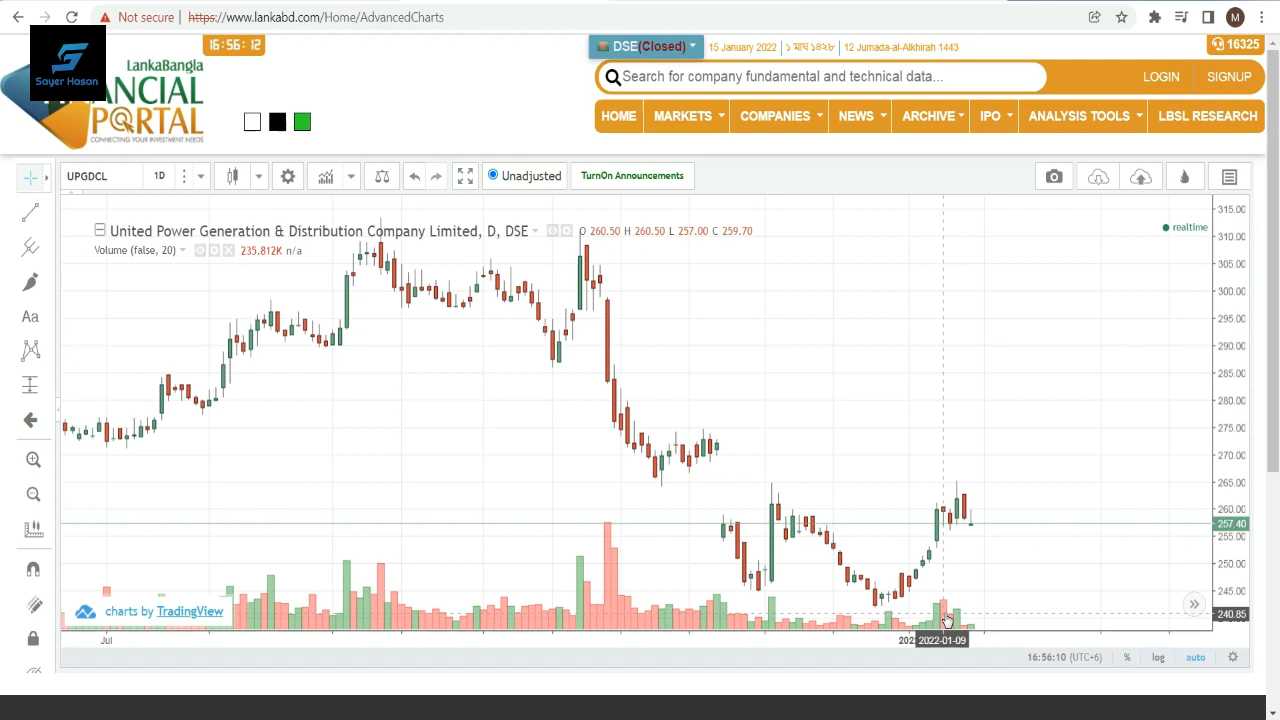 Not secure
https://www.lankabd.com/Home/AdvancedCharts
M
16:56:12
DSE(Closed)
15 January 2022
১ মাঘ ১৪২৮
12 Jumada-al-Alkhirah 1443
16325
Sayer Hasan
LankaBangla
PORTAL
CONNECTING YOUR INVESTMENT NEEDS
Search for company fundamental and technical data...
LOGIN
SIGNUP
HOME
MARKETS
COMPANIES
NEWS
ARCHIVE
IPO
ANALYSIS TOOLS
LBSL RESEARCH
UPGDCL
1D
Unadjusted
TurnOn Announcements
United Power Generation & Distribution Company Limited, D, DSE
O 260.50 H 260.50 L 257.00 C 259.70
Volume (false, 20)
235.812K n/a
realtime
Aa
315.00
310.00
305.00
300.00
295.00
290.00
285.00
280.00
275.00
270.00
265.00
260.00
257.40
255.00
250.00
245.00
240.85
charts by TradingView
Jul
2022-01-09
16:56:10 (UTC+6)
%
log
auto